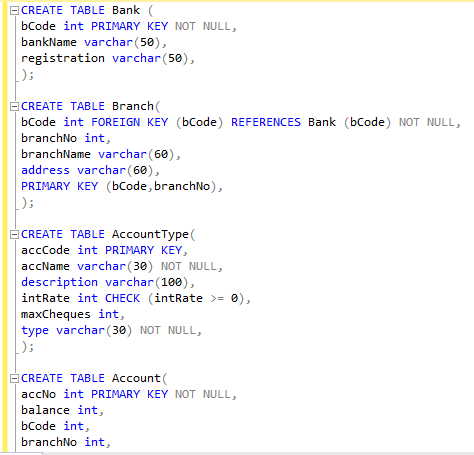 CREATE TABLE Bank (
bCode int PRIMARY KEY NOT NULL,
bankName varchar(50),
registration varchar(50),
);
CREATE TABLE Branch(
bCode int FOREIGN KEY (bCode) REFERENCES Bank (bCode) NOT NULL,
branchNo int,
branchName varchar(60),
address varchar(60),
PRIMARY KEY (bCode,branchNo),
);
CREATE TABLE AccountType(
accCode int PRIMARY KEY,
accName varchar(30) NOT NULL,
description varchar(100),
intRate int CHECK (intRate >= 0),
maxCheques int,
type varchar(30) NOT NULL,
);
CREATE TABLE Account(
accNo int PRIMARY KEY NOT NULL,
balance int,
bCode int,
branchNo int,